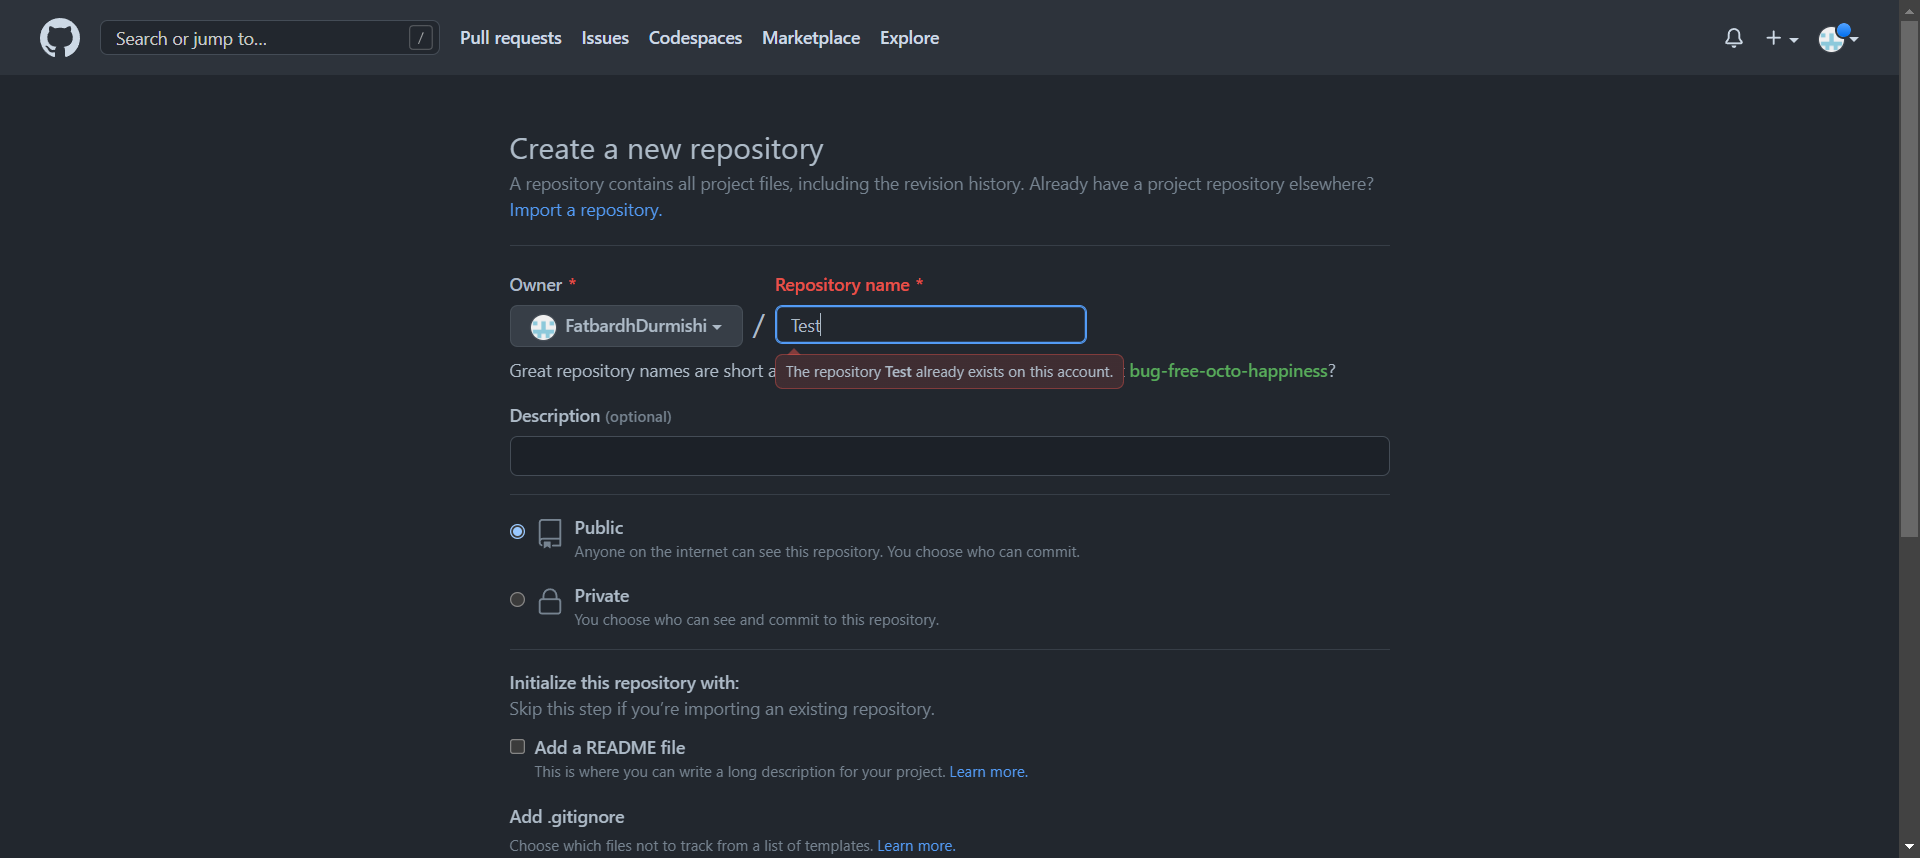 Search or jump to... /
Pull requests Issues Codespaces Marketplace Explore
Create a new repository
A repository contains all project files, including the revision history. Already have a project repository elsewhere?
Import a repository.
Owner * Repository name *
FatbardhDurmishi / Test
Great repository names are short a
The repository Test already exists on this account.
bug-free-octo-happiness?
Description (optional)
Public
Anyone on the internet can see this repository. You choose who can commit.
Private
You choose who can see and commit to this repository.
Initialize this repository with:
Skip this step if you're importing an existing repository.
Add a README file
This is where you can write a long description for your project. Learn more.
Add .gitignore
Choose which files not to track from a list of templates. Learn more.